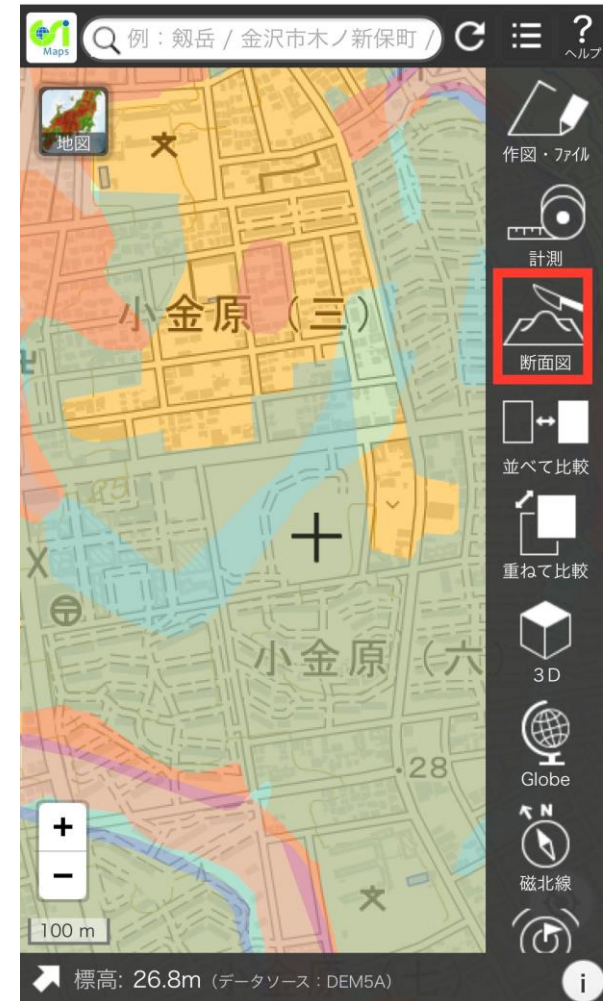 GSI
Maps
例：剱岳 / 金沢市木ノ新保町 /
?
ヘルプ
地図
作図・ファイル
計測
断面図
並べて比較
重ねて比較
3D
Globe
N
磁北線
小金原（三）
25
小金原（六
28
+
−
100 m
標高: 26.8m（データソース：DEM5A）
i